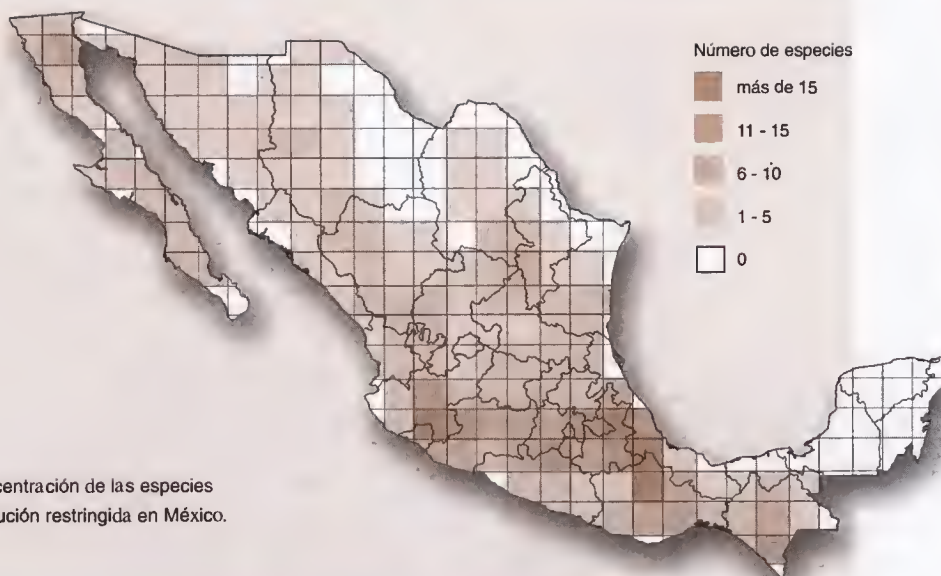 Número de especies
más de 15
11 - 15
6 - 10
1 - 5
0
centración de las especies
ución restringida en México.